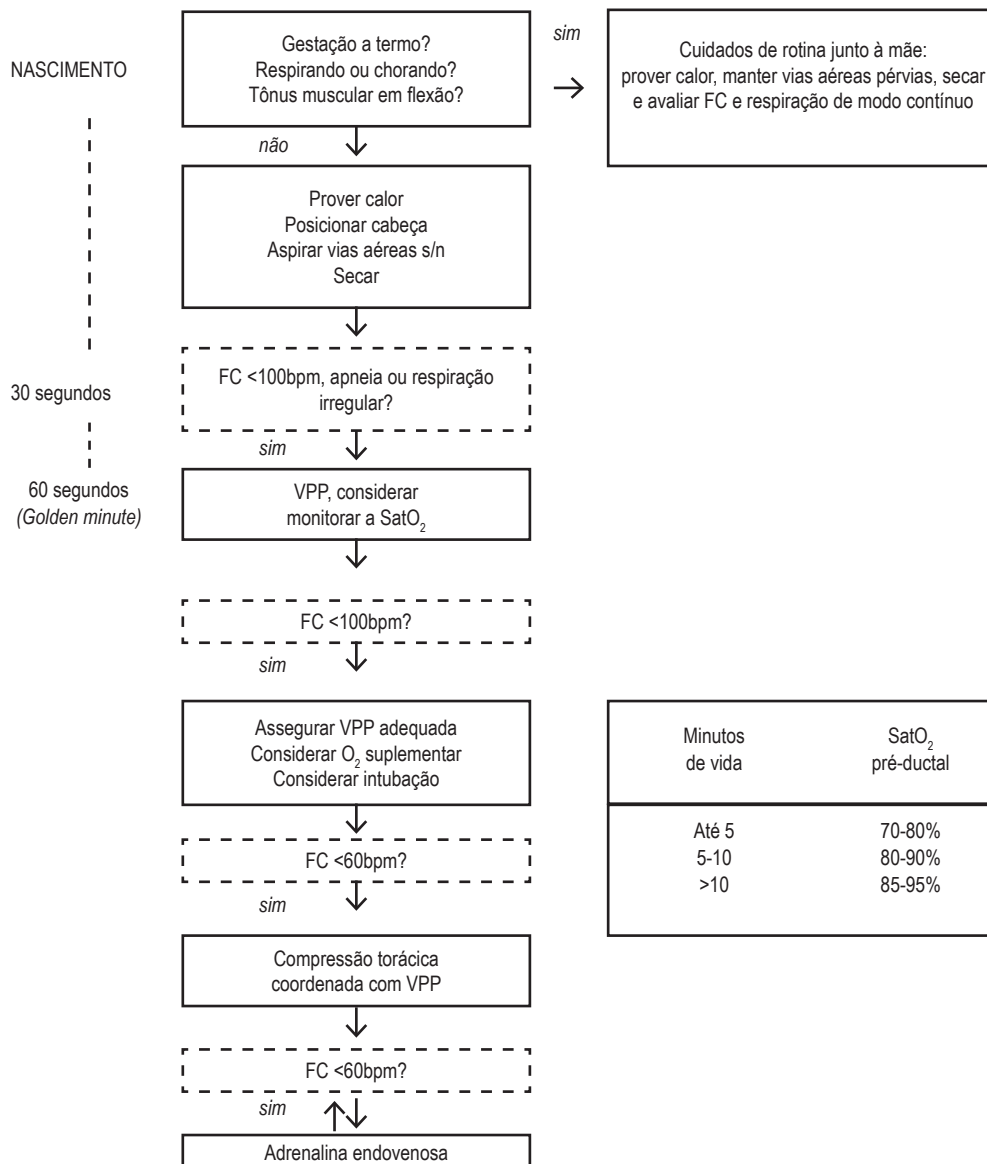 NASCIMENTO
Gestação a termo?
Respirando ou chorando?
Tônus muscular em flexão?
sim
Cuidados de rotina junto à mãe:
prover calor, manter vias aéreas pérvias, secar
e avaliar FC e respiração de modo contínuo
não
Prover calor
Posicionar cabeça
Aspirar vias aéreas s/n
Secar
30 segundos
FC <100bpm, apneia ou respiração
irregular?
sim
60 segundos
(Golden minute)
VPP, considerar
monitorar a SatO₂
FC <100bpm?
sim
Assegurar VPP adequada
Considerar O₂ suplementar
Considerar intubação
FC <60bpm?
sim
Compressão torácica
coordenada com VPP
FC <60bpm?
sim
Adrenalina endovenosa
Minutos
de vida
SatO₂
pré-ductal
Até 5 70-80%
5-10 80-90%
>10 85-95%